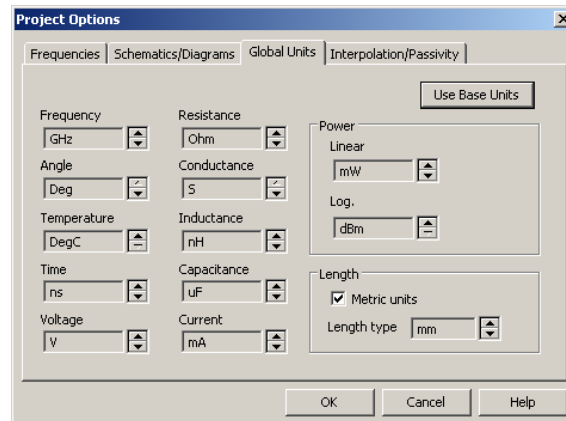 Project Options
Frequencies Schematics/Diagrams Global Units Interpolation/Passivity
Use Base Units
Frequency
GHz
Angle
Deg
Temperature
DegC
Time
ns
Voltage
V
Resistance
Ohm
Conductance
S
Inductance
nH
Capacitance
uF
Current
mA
Power
Linear
mW
Log.
dBm
Length
Metric units
Length type mm
OK Cancel Help